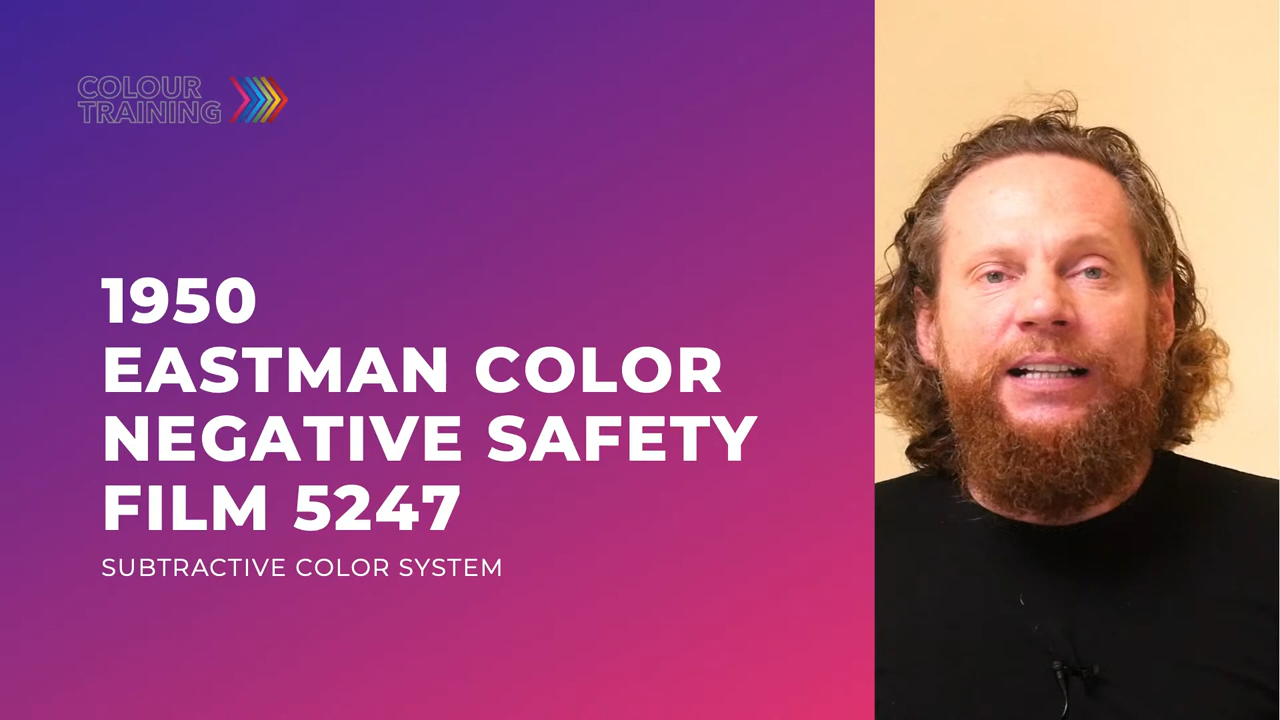 COLOUR
TRAINING
1950
EASTMAN COLOR
NEGATIVE SAFETY
FILM 5247
SUBTRACTIVE COLOR SYSTEM